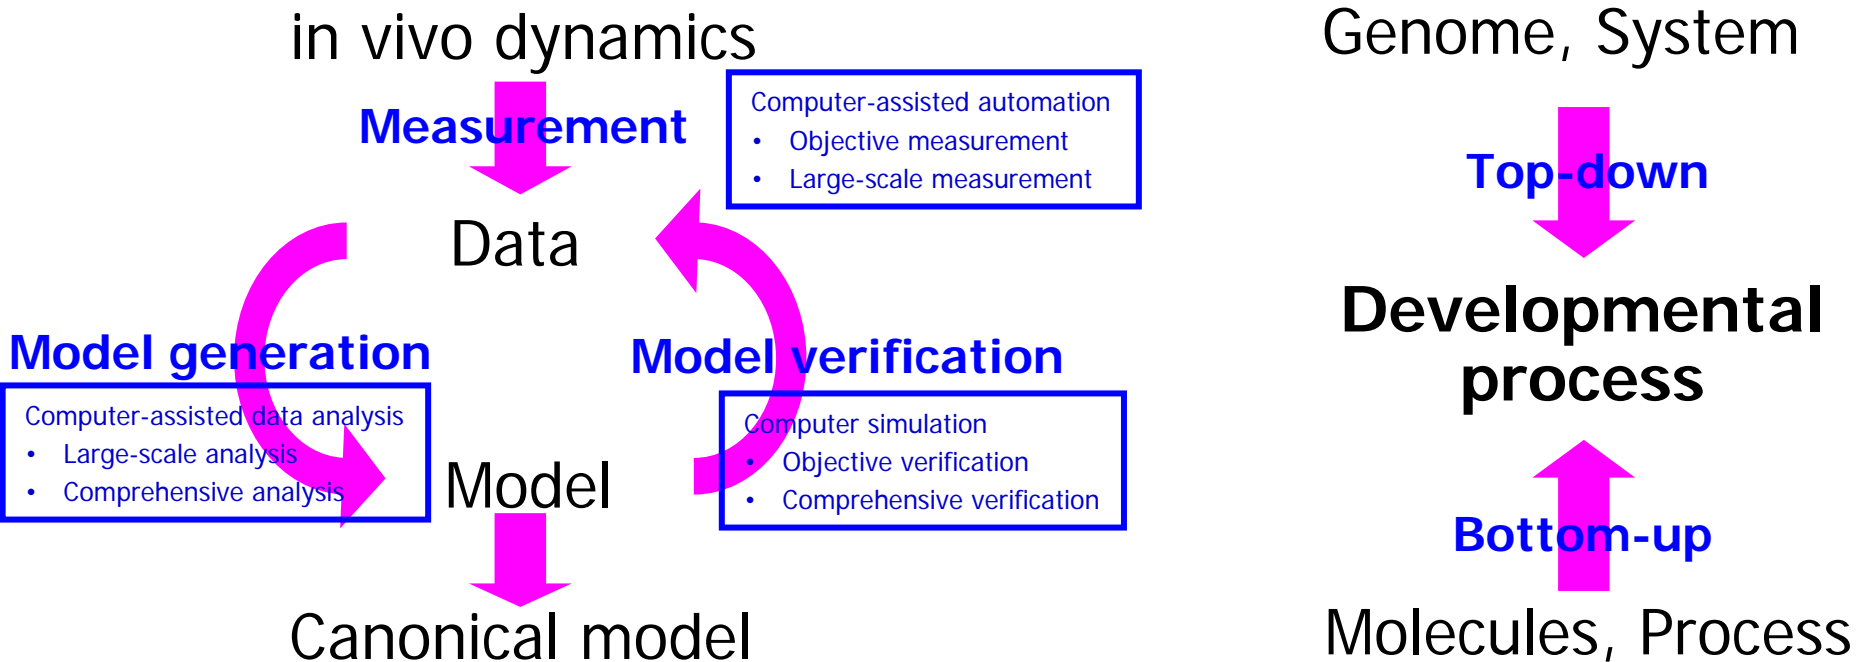 in vivo dynamics
Measurement
Computer-assisted automation
• Objective measurement
• Large-scale measurement
Data
Model generation
Computer-assisted data analysis
• Large-scale analysis
• Comprehensive analysis
Model verification
Computer simulation
• Objective verification
• Comprehensive verification
Model
Canonical model
Genome, System
Top-down
Developmental
process
Bottom-up
Molecules, Process